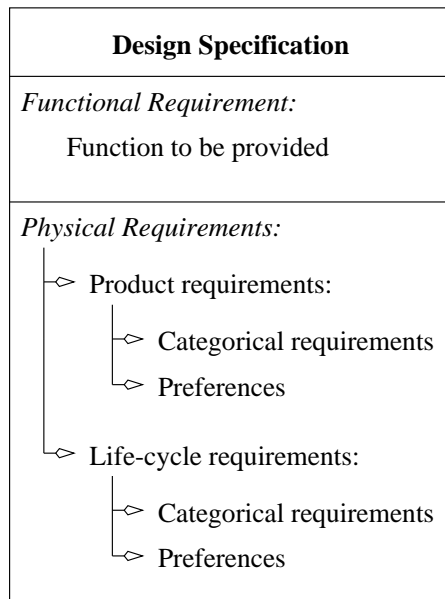 Design Specification
Functional Requirement:
Function to be provided
Physical Requirements:
Product requirements:
Categorical requirements
Preferences
Life-cycle requirements:
Categorical requirements
Preferences